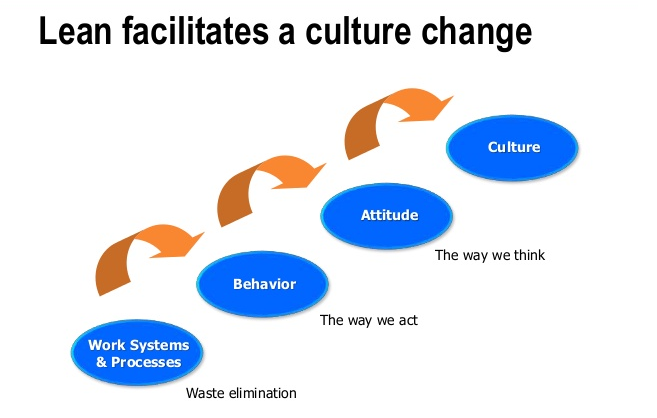 Lean facilitates a culture change
Culture
Attitude
The way we think
Behavior
The way we act
Work Systems
& Processes
Waste elimination